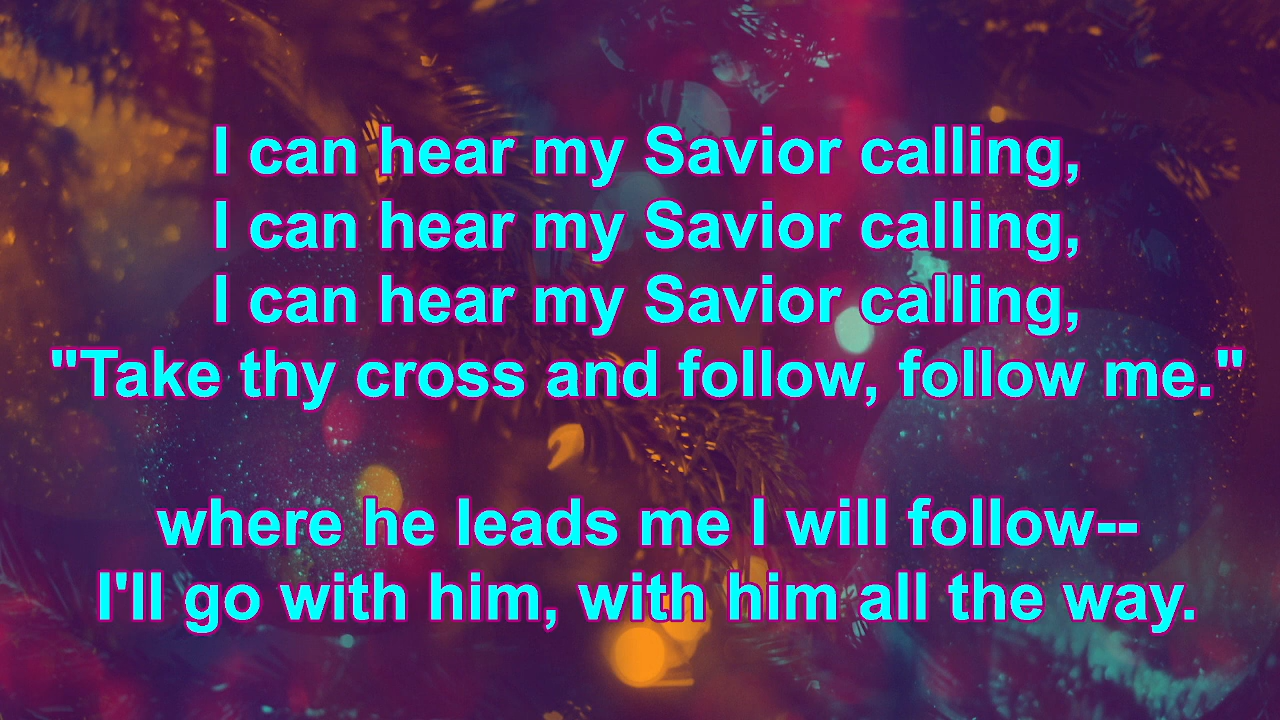 I can hear my Savior calling,
I can hear my Savior calling,
I can hear my Savior calling,
"Take thy cross and follow, follow me."
where he leads me I will follow--
I'll go with him, with him all the way.